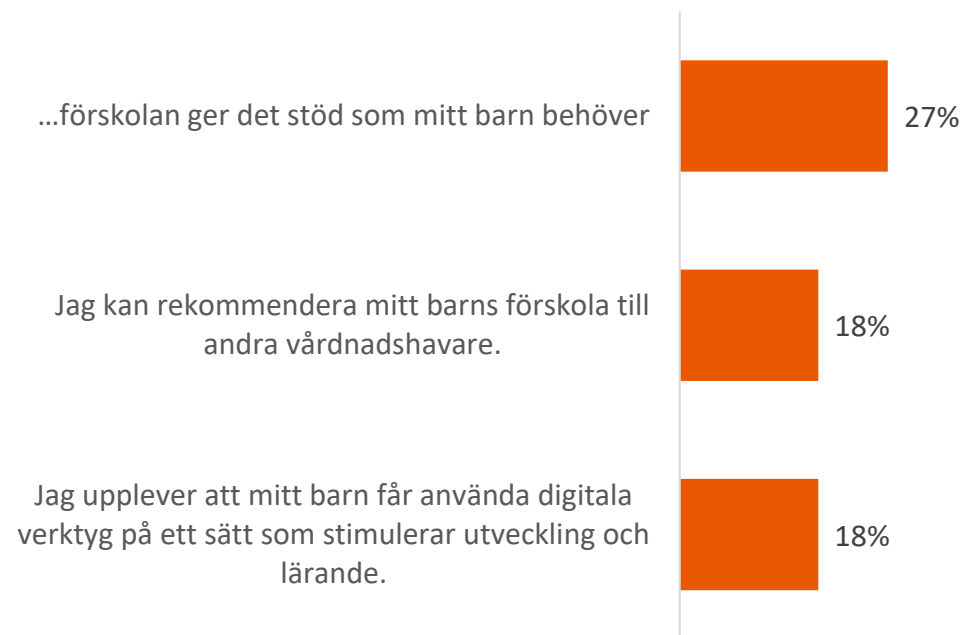 ...förskolan ger det stöd som mitt barn behöver
27%
Jag kan rekommendera mitt barns förskola till
andra vårdnadshavare.
18%
Jag upplever att mitt barn får använda digitala
verktyg på ett sätt som stimulerar utveckling och
lärande.
18%